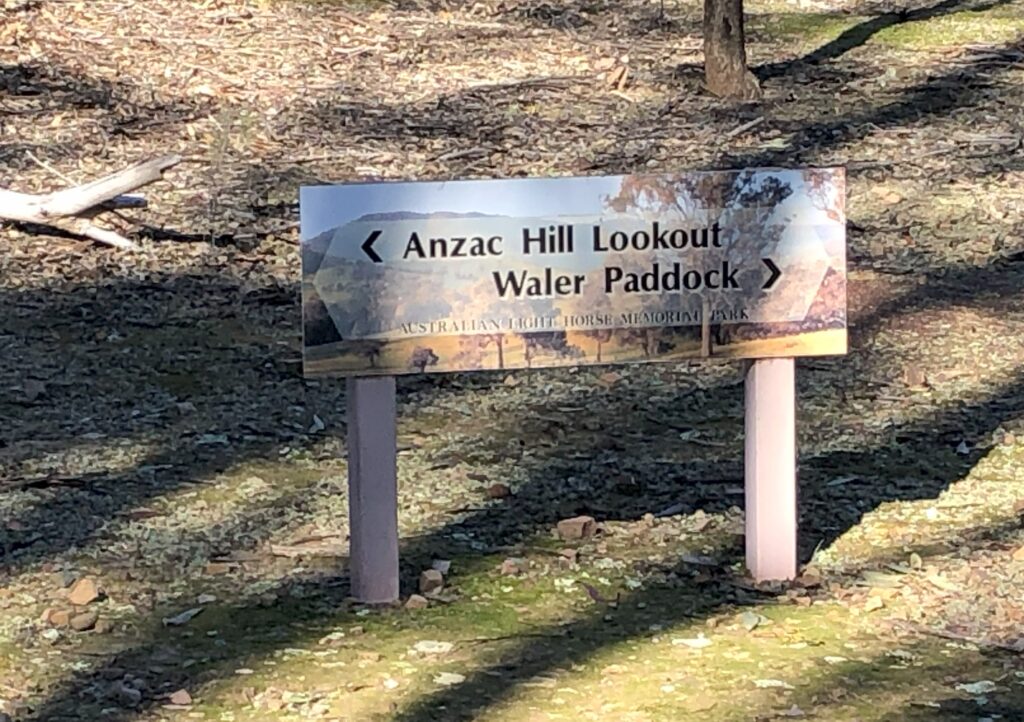 < Anzac Hill Lookout
Waler Paddock >
AUSTRALIAN LIGHT HORSE MEMORIAL PARK